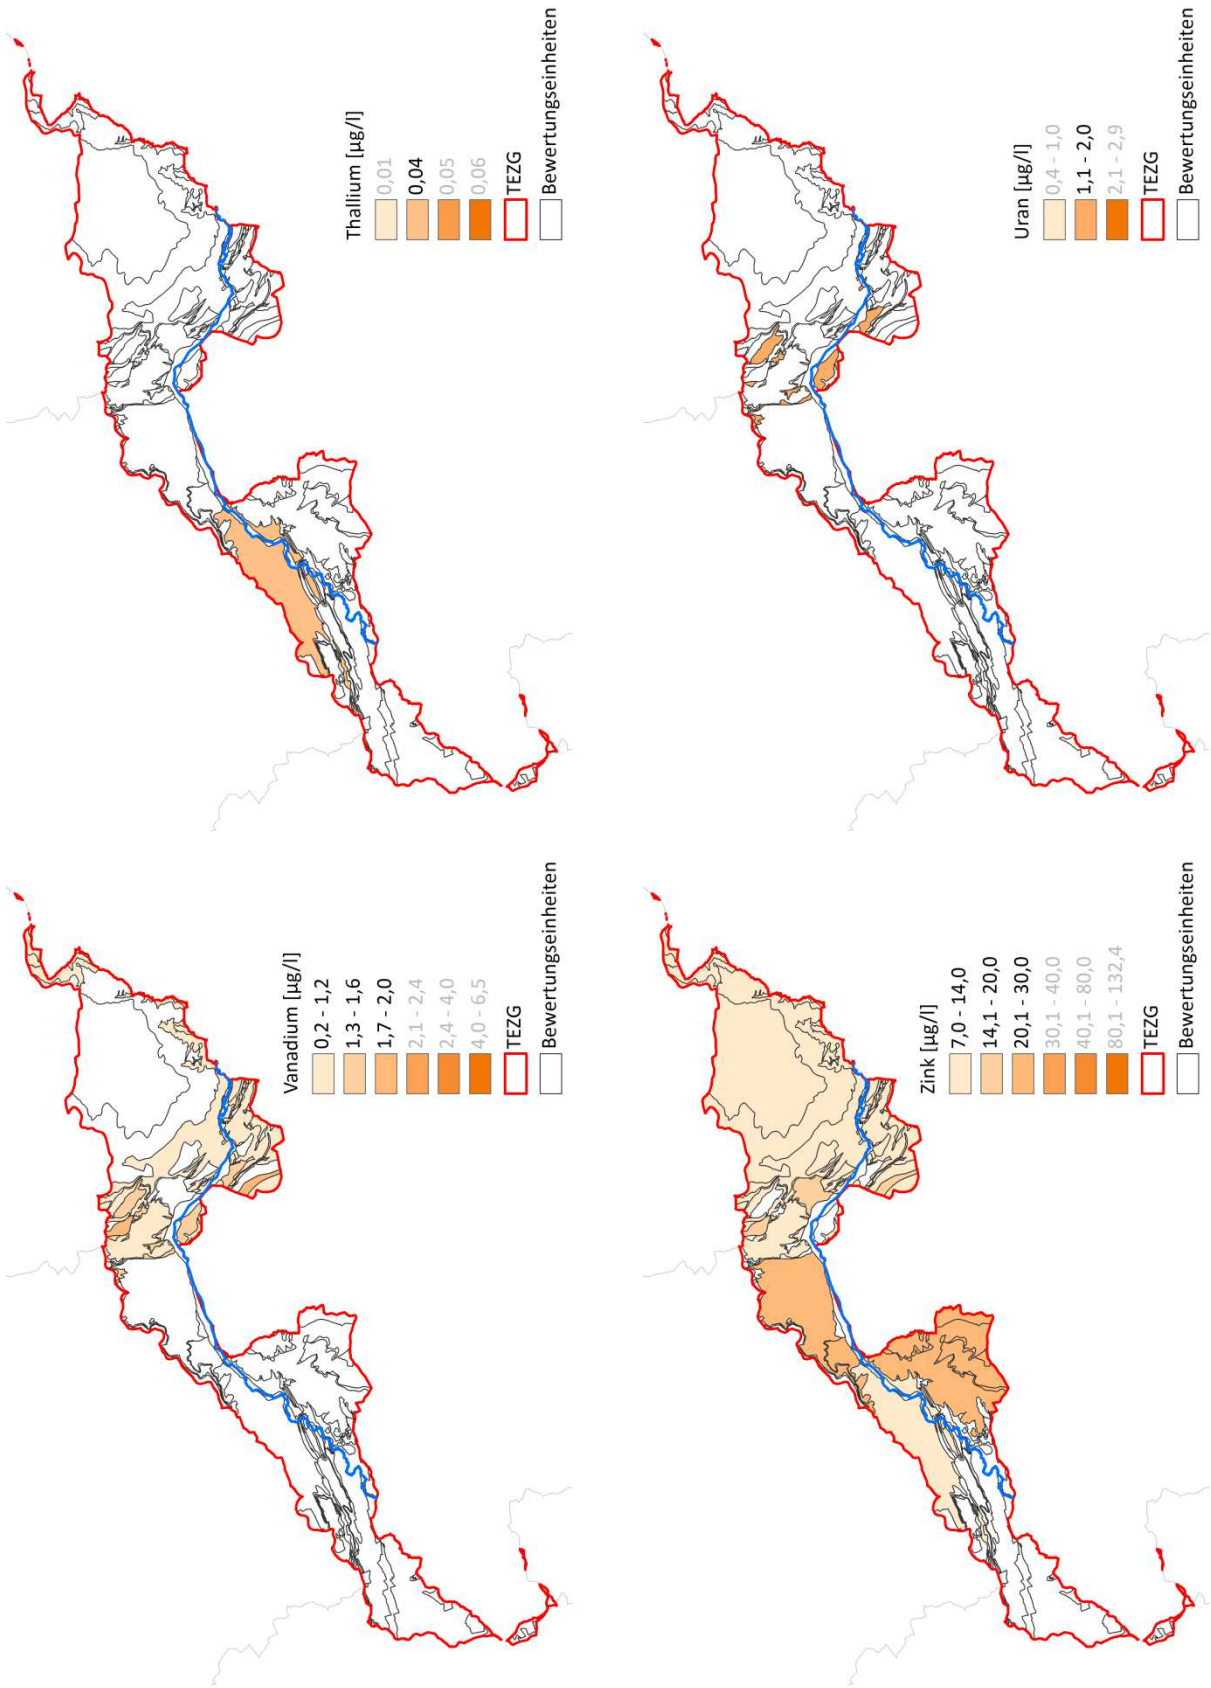 Vanadium [µg/l]
0,2 - 1,2
1,3 - 1,6
1,7 - 2,0
2,1 - 2,4
2,4 - 4,0
4,0 - 6,5
TEZG
Bewertungseinheiten
Thallium [µg/l]
0,01
0,04
0,05
0,06
TEZG
Bewertungseinheiten
Zink [µg/l]
7,0 - 14,0
14,1 - 20,0
20,1 - 30,0
30,1 - 40,0
40,1 - 80,0
80,1 - 132,4
TEZG
Bewertungseinheiten
Uran [µg/l]
0,4 - 1,0
1,1 - 2,0
2,1 - 2,9
TEZG
Bewertungseinheiten